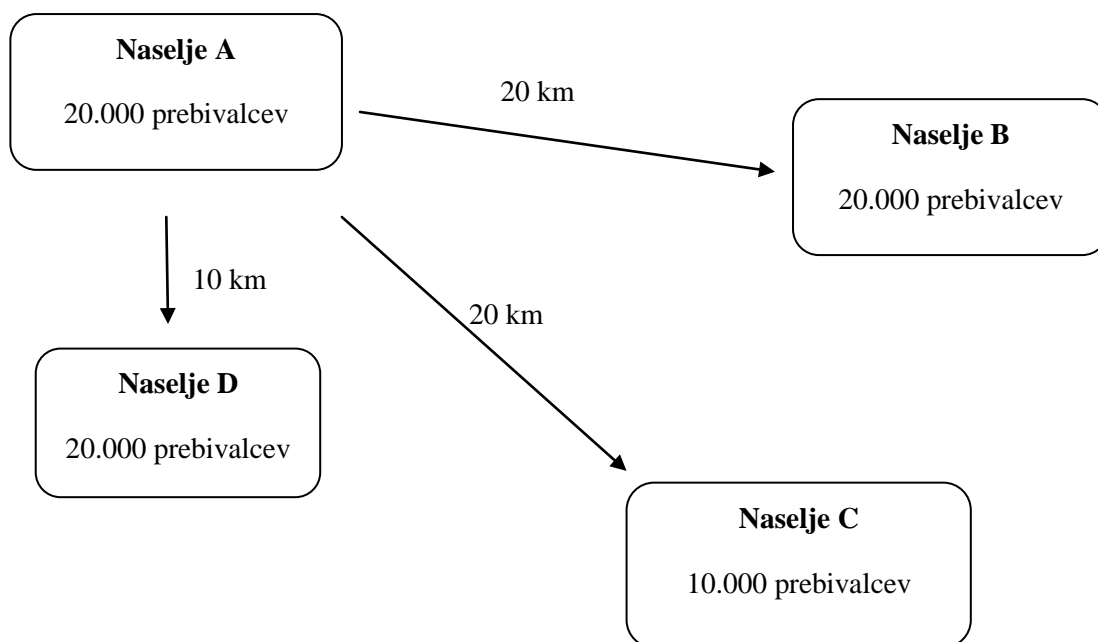 Naselje A
20.000 prebivalcev
20 km
Naselje B
20.000 prebivalcev
10 km
20 km
Naselje D
20.000 prebivalcev
Naselje C
10.000 prebivalcev